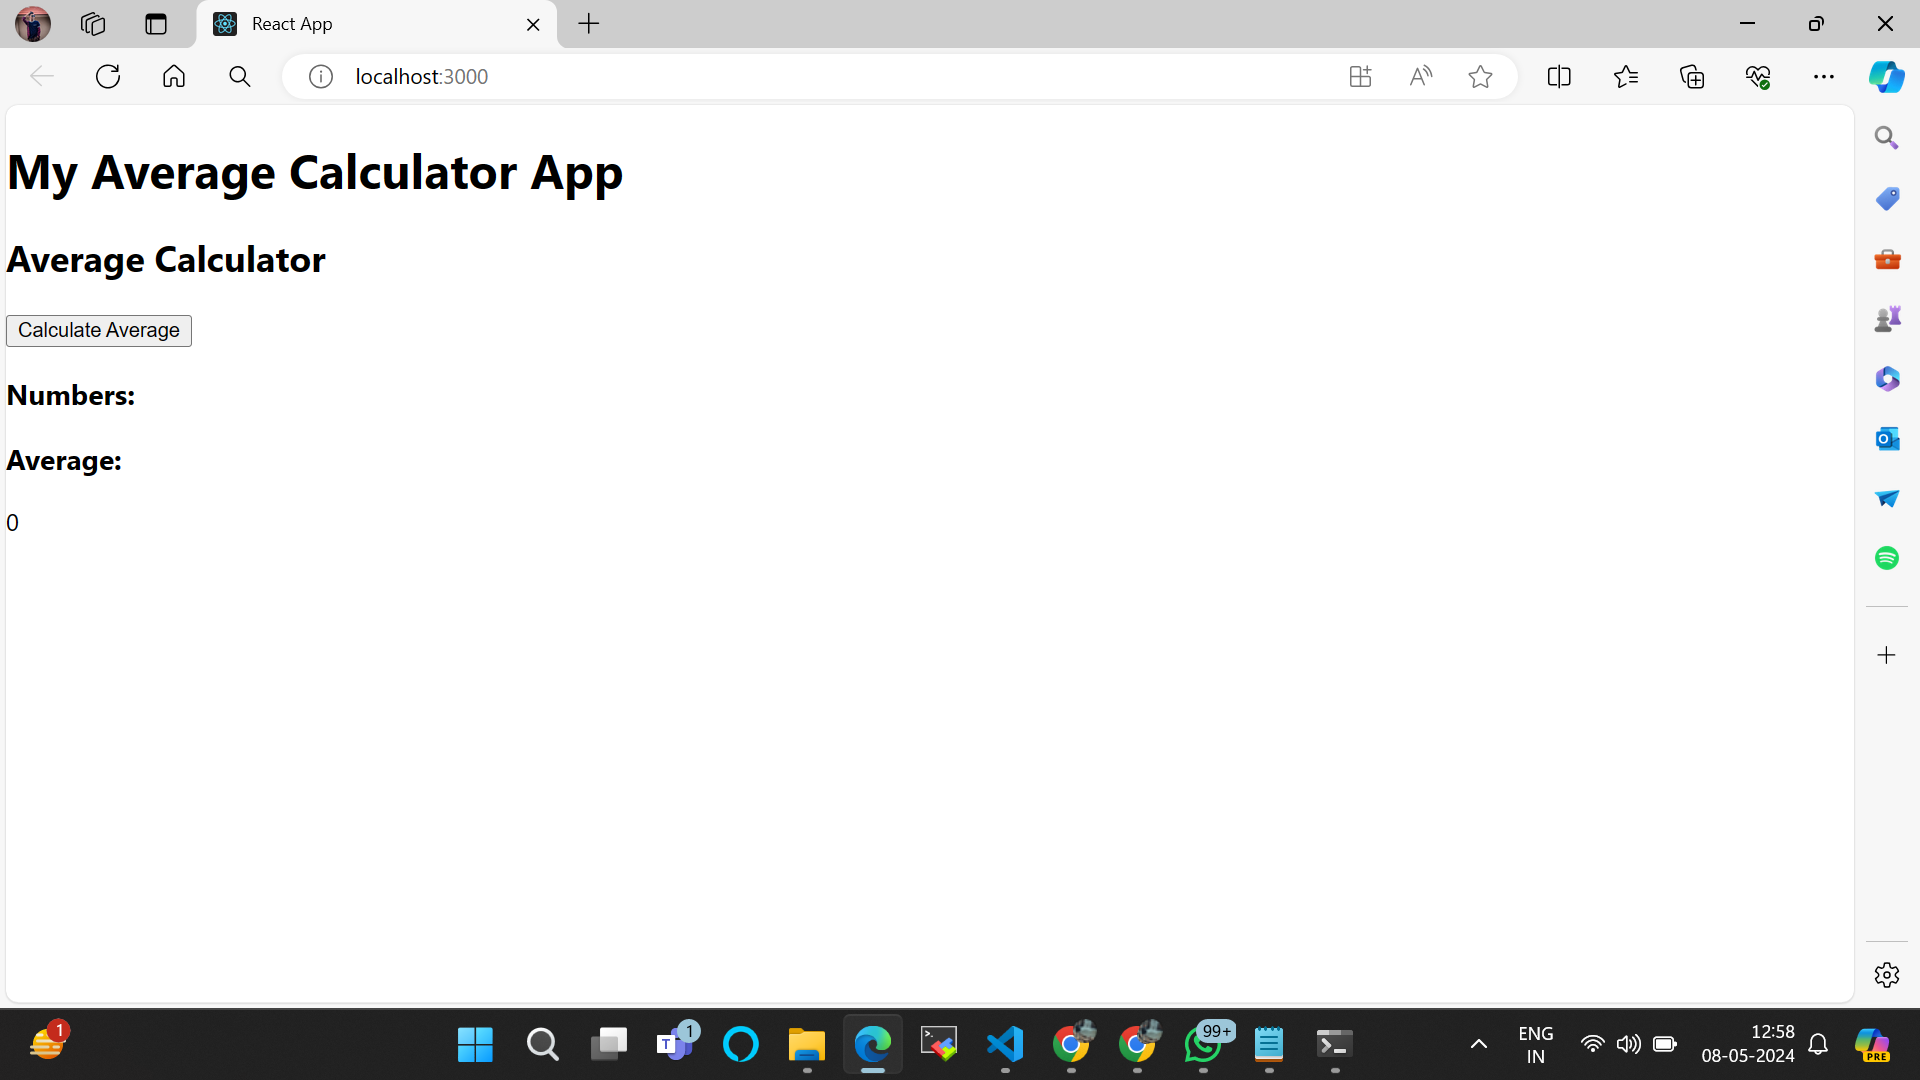 React App
localhost:3000
My Average Calculator App
Average Calculator
Calculate Average
Numbers:
Average:
0
1
T
1
99+
ENG
IN
12:58
08-05-2024
PRE